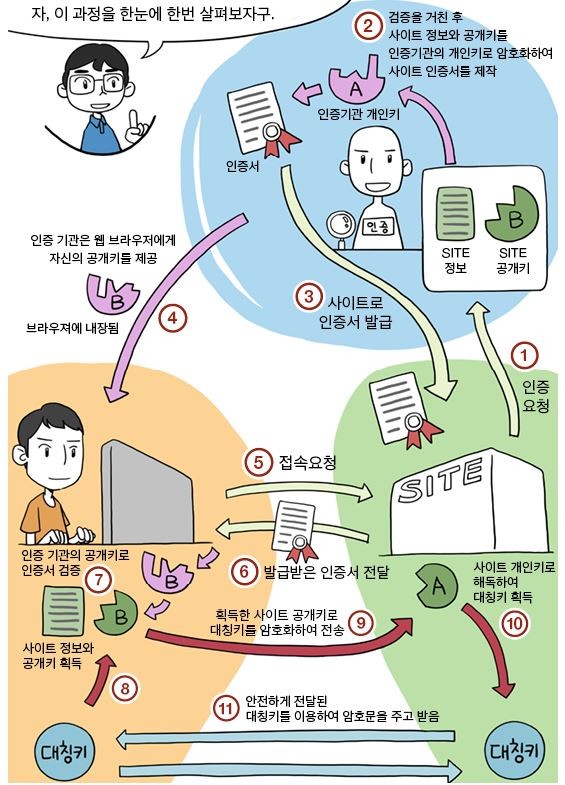 자, 이 과정을 한눈에 한번 살펴보자구.
② 검증을 거친 후
사이트 정보와 공개키를
인증기관의 개인키로 암호화하여
사이트 인증서를 제작
A
인증기관 개인키
인증서
인증
B
SITE
정보
SITE
공개키
인증 기관은 웹 브라우저에게
자신의 공개키를 제공
B
브라우져에 내장됨
④
③ 사이트로
인증서 발급
①
인증
요청
⑤ 접속요청
SITE
인증 기관의 공개키로
인증서 검증
⑦
B
⑥ 발급받은 인증서 전달
A
사이트 개인키로
해독하여
대칭키 획득
⑩
B
사이트 정보와
공개키 획득
획득한 사이트 공개키로
대칭키를 암호화하여 전송
⑨
⑧
⑪ 안전하게 전달된
대칭키를 이용하여 암호문을 주고 받음
대칭키
대칭키